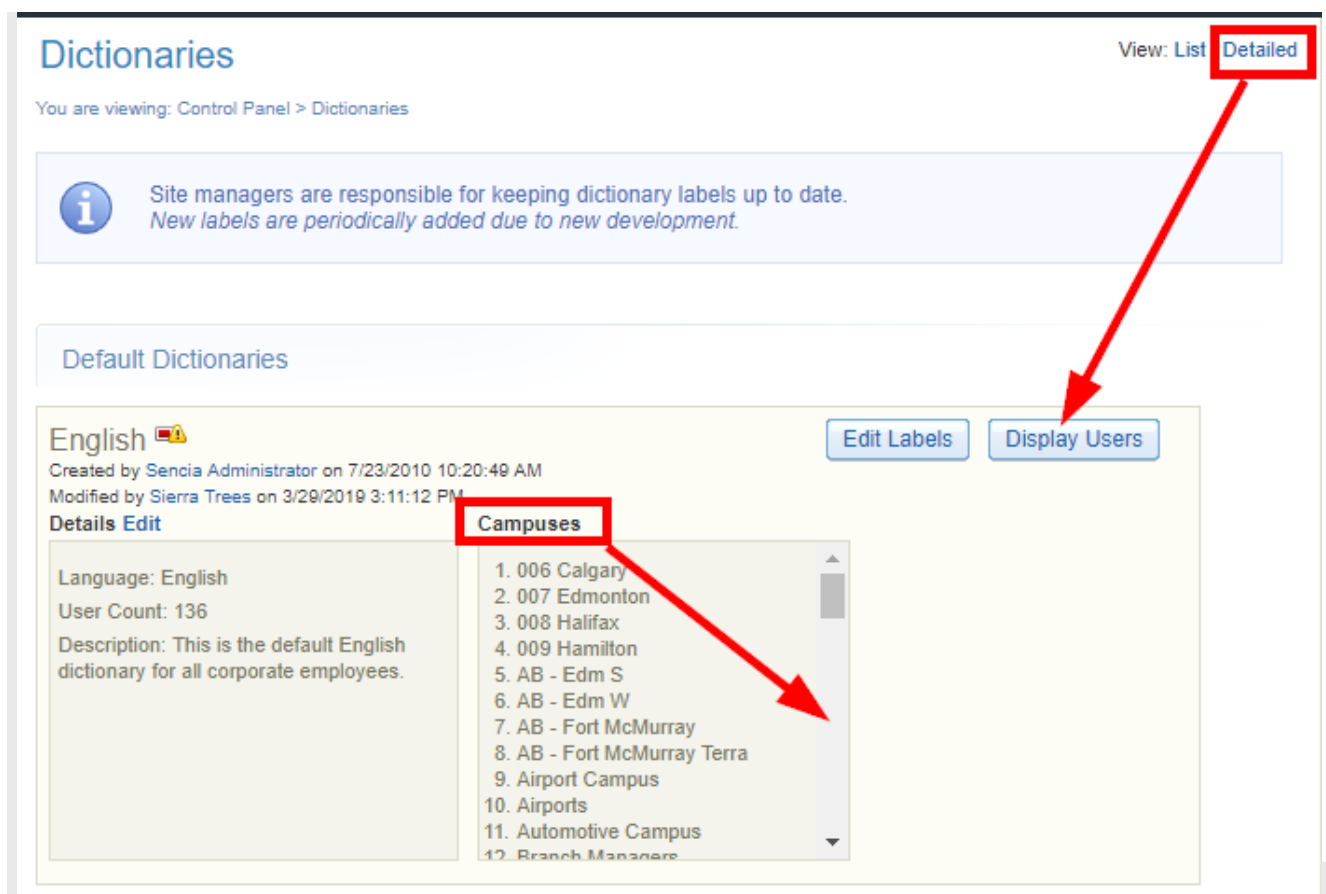 Dictionaries
View: List Detailed
You are viewing: Control Panel > Dictionaries
Site managers are responsible for keeping dictionary labels up to date.
New labels are periodically added due to new development.
Default Dictionaries
English
Edit Labels
Display Users
Created by Sencia Administrator on 7/23/2010 10:20:49 AM
Modified by Sierra Trees on 3/29/2019 3:11:12 PM
Details Edit
Language: English
User Count: 136
Description: This is the default English
dictionary for all corporate employees.
Campuses
1. 006 Calgary
2. 007 Edmonton
3. 008 Halifax
4. 009 Hamilton
5. AB - Edm S
6. AB - Edm W
7. AB - Fort McMurray
8. AB - Fort McMurray Terra
9. Airport Campus
10. Airports
11. Automotive Campus
12. Branch Managers